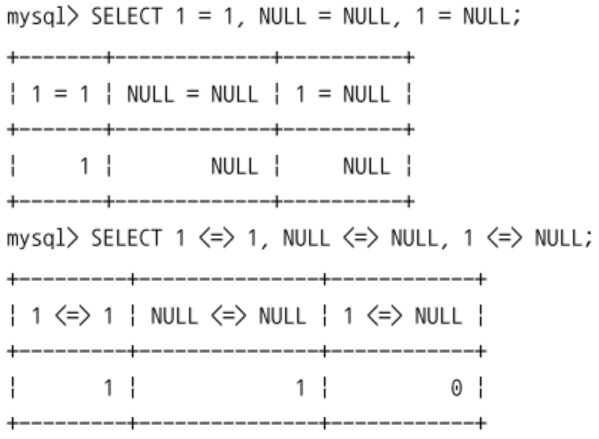 mysql> SELECT 1 = 1, NULL = NULL, 1 = NULL;
+-------+-------------+----------+
¦ 1 = 1 ¦ NULL = NULL ¦ 1 = NULL ¦
+-------+-------------+----------+
¦     1 ¦        NULL ¦     NULL ¦
+-------+-------------+----------+
mysql> SELECT 1 <=> 1, NULL <=> NULL, 1 <=> NULL;
+---------+---------------+------------+
¦ 1 <=> 1 ¦ NULL <=> NULL ¦ 1 <=> NULL ¦
+---------+---------------+------------+
¦       1 ¦             1 ¦          0 ¦
+---------+---------------+------------+